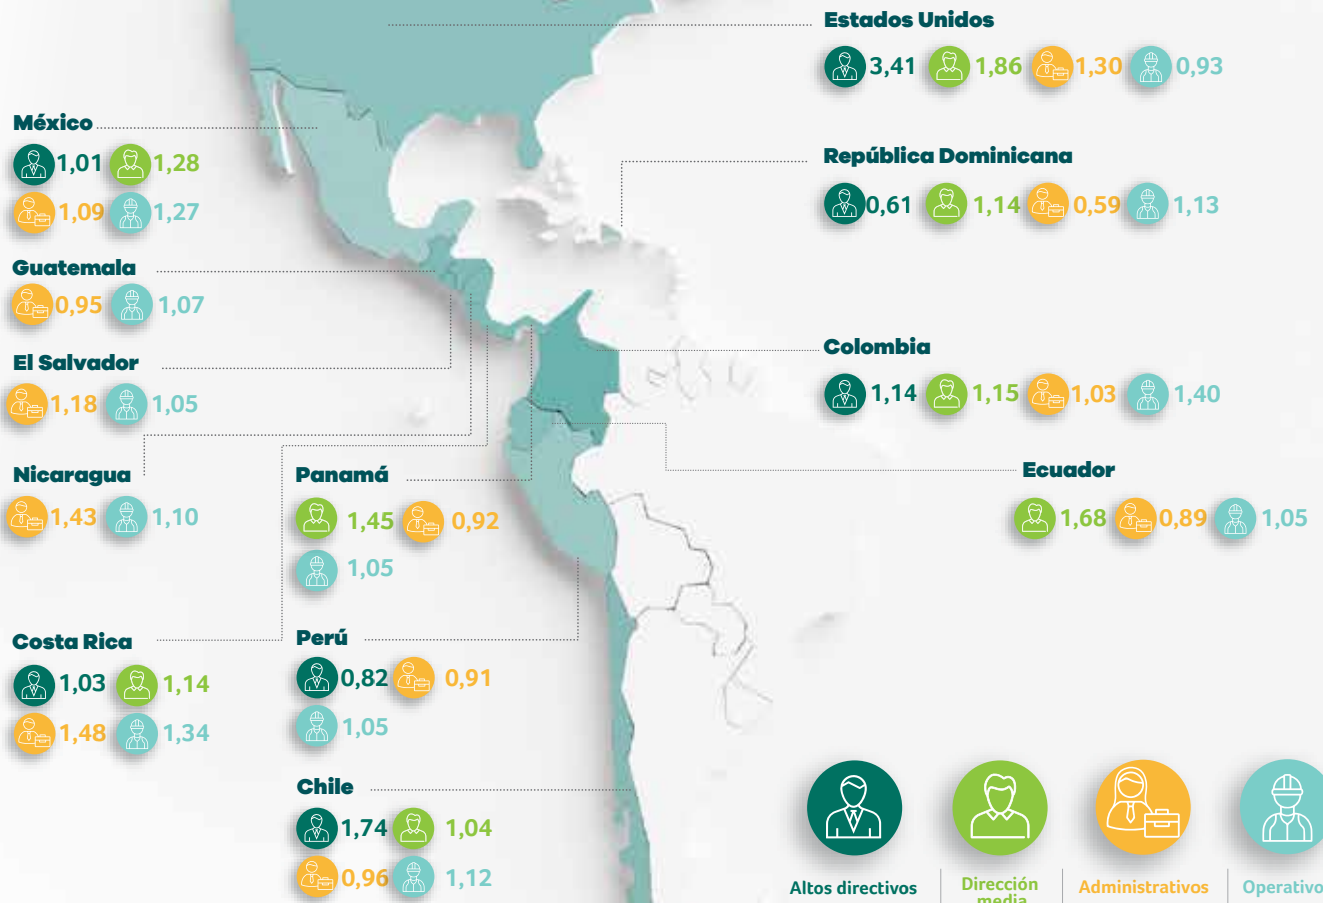 Estados Unidos
3,41 1,86 1,30 0,93
México
1,01 1,28
1,09 1,27
República Dominicana
0,61 1,14 0,59 1,13
Guatemala
0,95 1,07
El Salvador
1,18 1,05
Colombia
1,14 1,15 1,03 1,40
Nicaragua
1,43 1,10
Panamá
1,45 0,92
1,05
Ecuador
1,68 0,89 1,05
Costa Rica
1,03 1,14
1,48 1,34
Perú
0,82 0,91
1,05
Chile
1,74 1,04
0,96 1,12
Altos directivos
Dirección
media
Administrativos
Operativo